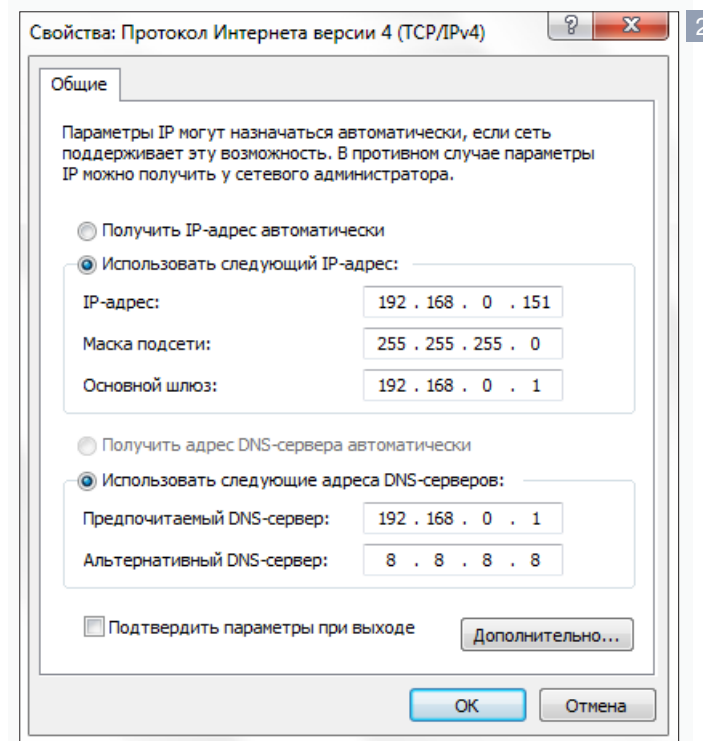 Свойства: Протокол Интернета версии 4 (TCP/IPv4)
2
Общие
Параметры IP могут назначаться автоматически, если сеть
поддерживает эту возможность. В противном случае параметры
IP можно получить у сетевого администратора.
Получить IP-адрес автоматически
Использовать следующий IP-адрес:
IP-адрес: 192 . 168 . 0 . 151
Маска подсети: 255 . 255 . 255 . 0
Основной шлюз: 192 . 168 . 0 . 1
Получить адрес DNS-сервера автоматически
Использовать следующие адреса DNS-серверов:
Предпочитаемый DNS-сервер: 192 . 168 . 0 . 1
Альтернативный DNS-сервер: 8 . 8 . 8 . 8
Подтвердить параметры при выходе
Дополнительно...
ОК Отмена